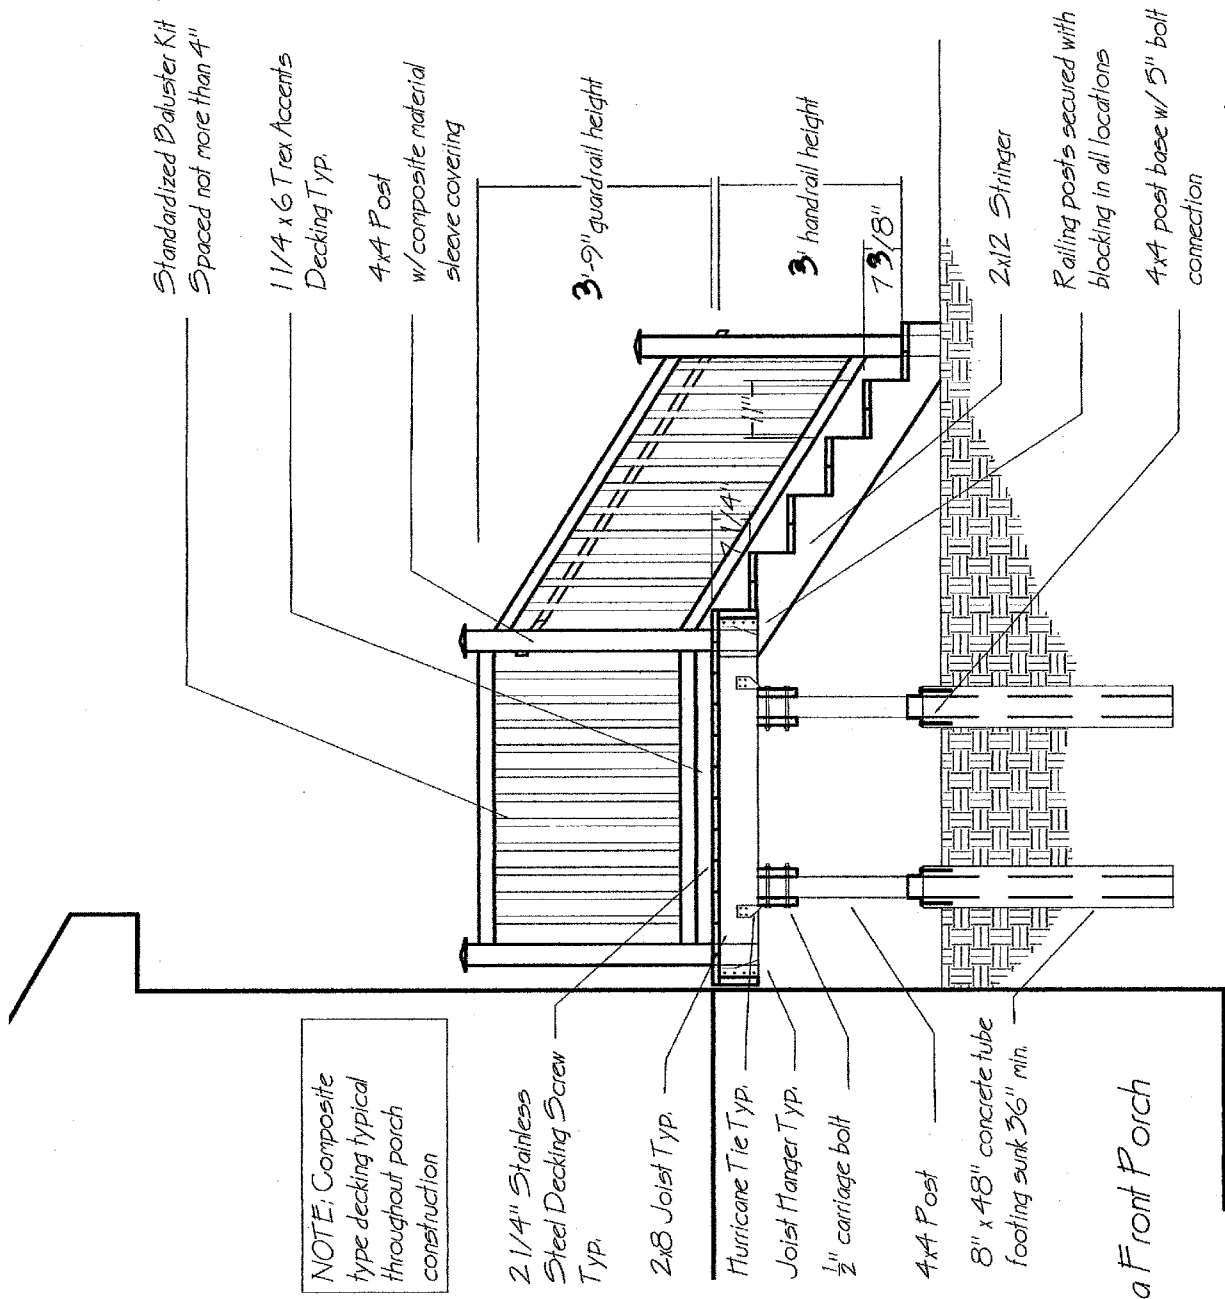 Standardized Baluster Kit
Spaced not more than 4"
1 1/4 x 6 Trex Accents
Decking Typ.
4x4 Post
w/ composite material
sleeve covering
3'-9" guardrail height
3' handrail height
7 3/8"
11"
7 1/4"
2x12 Stringer
Railing posts secured with
blocking in all locations
4x4 post base w/ 5" bolt
connection
NOTE: Composite
type decking typical
throughout porch
construction
2 1/4" Stainless
Steel Decking Screw
Typ.
2x8 Joist Typ.
Hurricane Tie Typ.
Joist Hanger Typ.
1/2" carriage bolt
4x4 Post
8" x 48" concrete tube
footing sunk 36" min.
a Front Porch